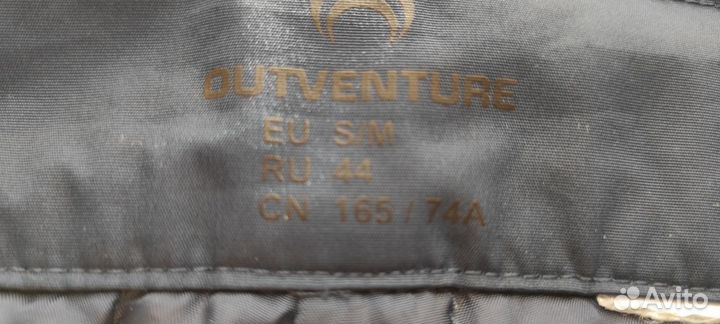 OUTVENTURE
EU S/M
RU 44
CN 165 / 74A
Avito